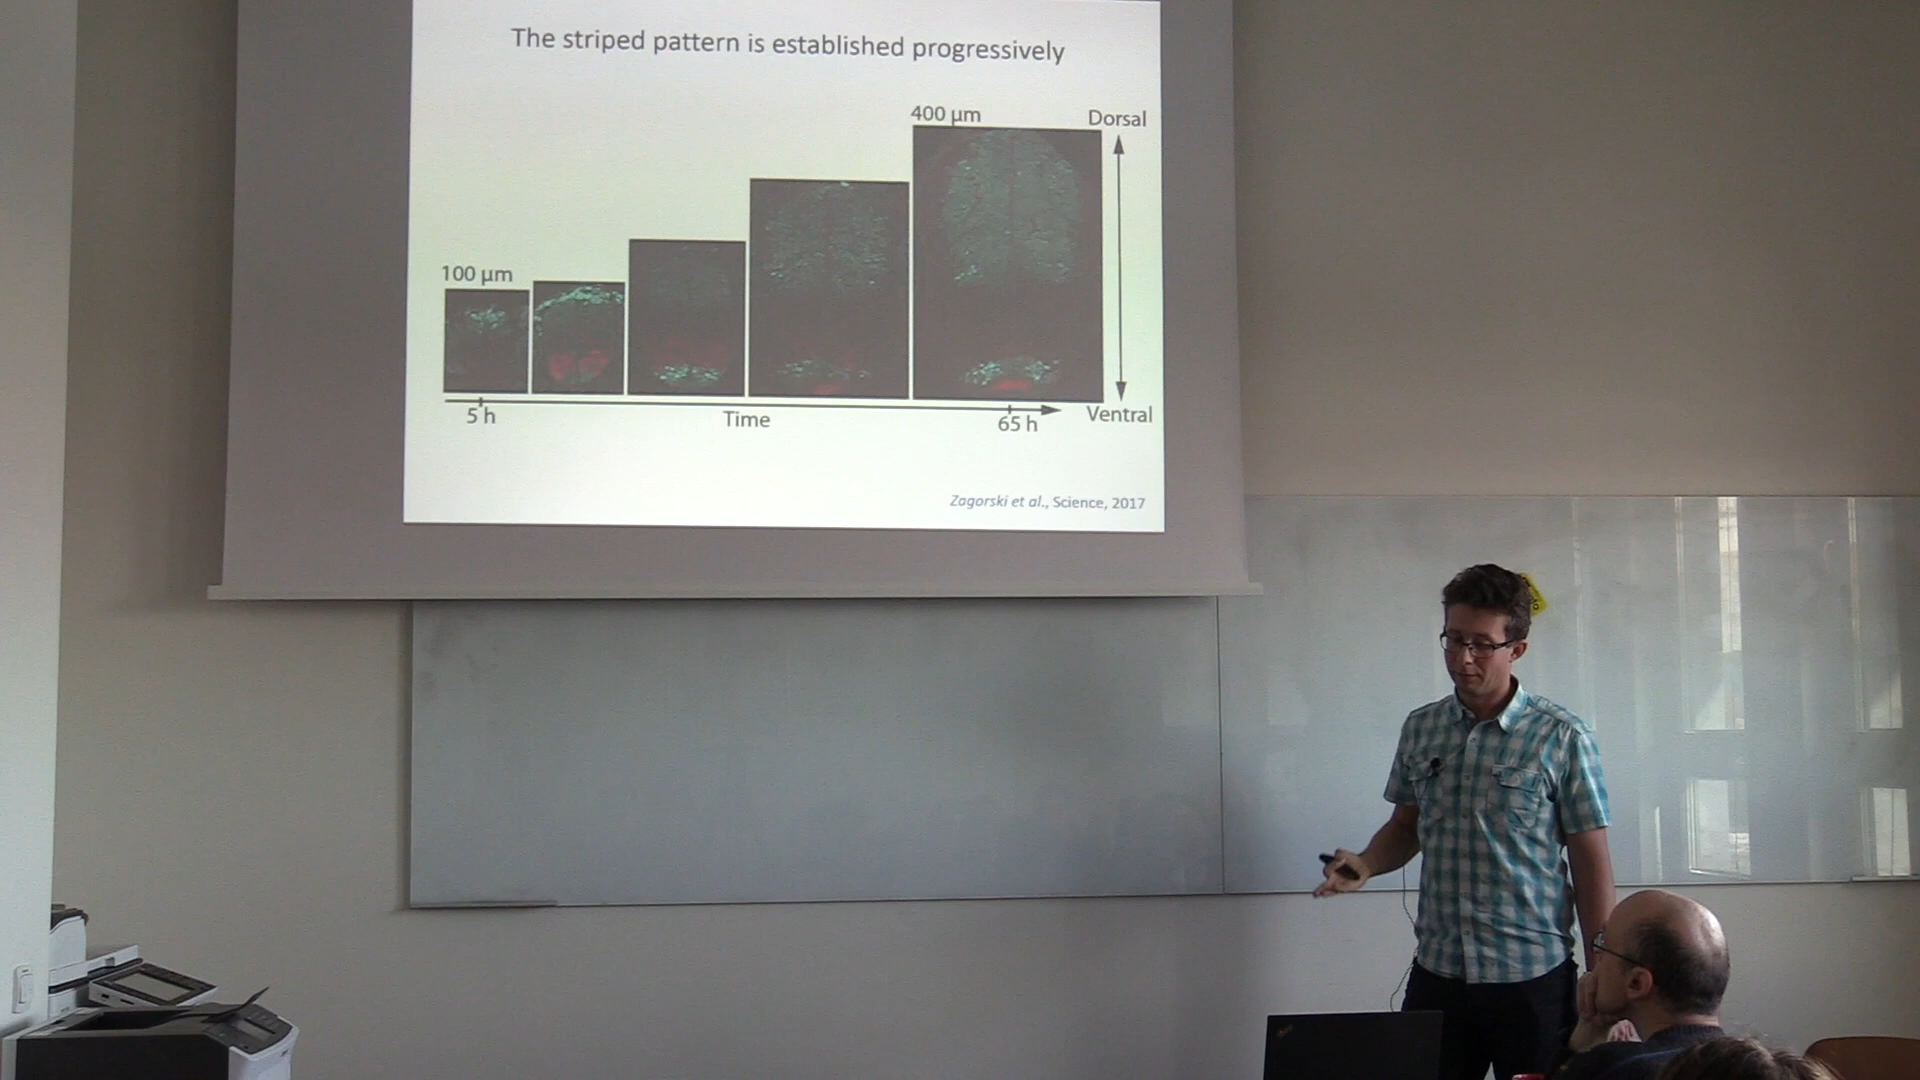 The striped pattern is established progressively
400 µm
Dorsal
100 µm
5 h
Time
65 h
Ventral
Zagorski et al., Science, 2017